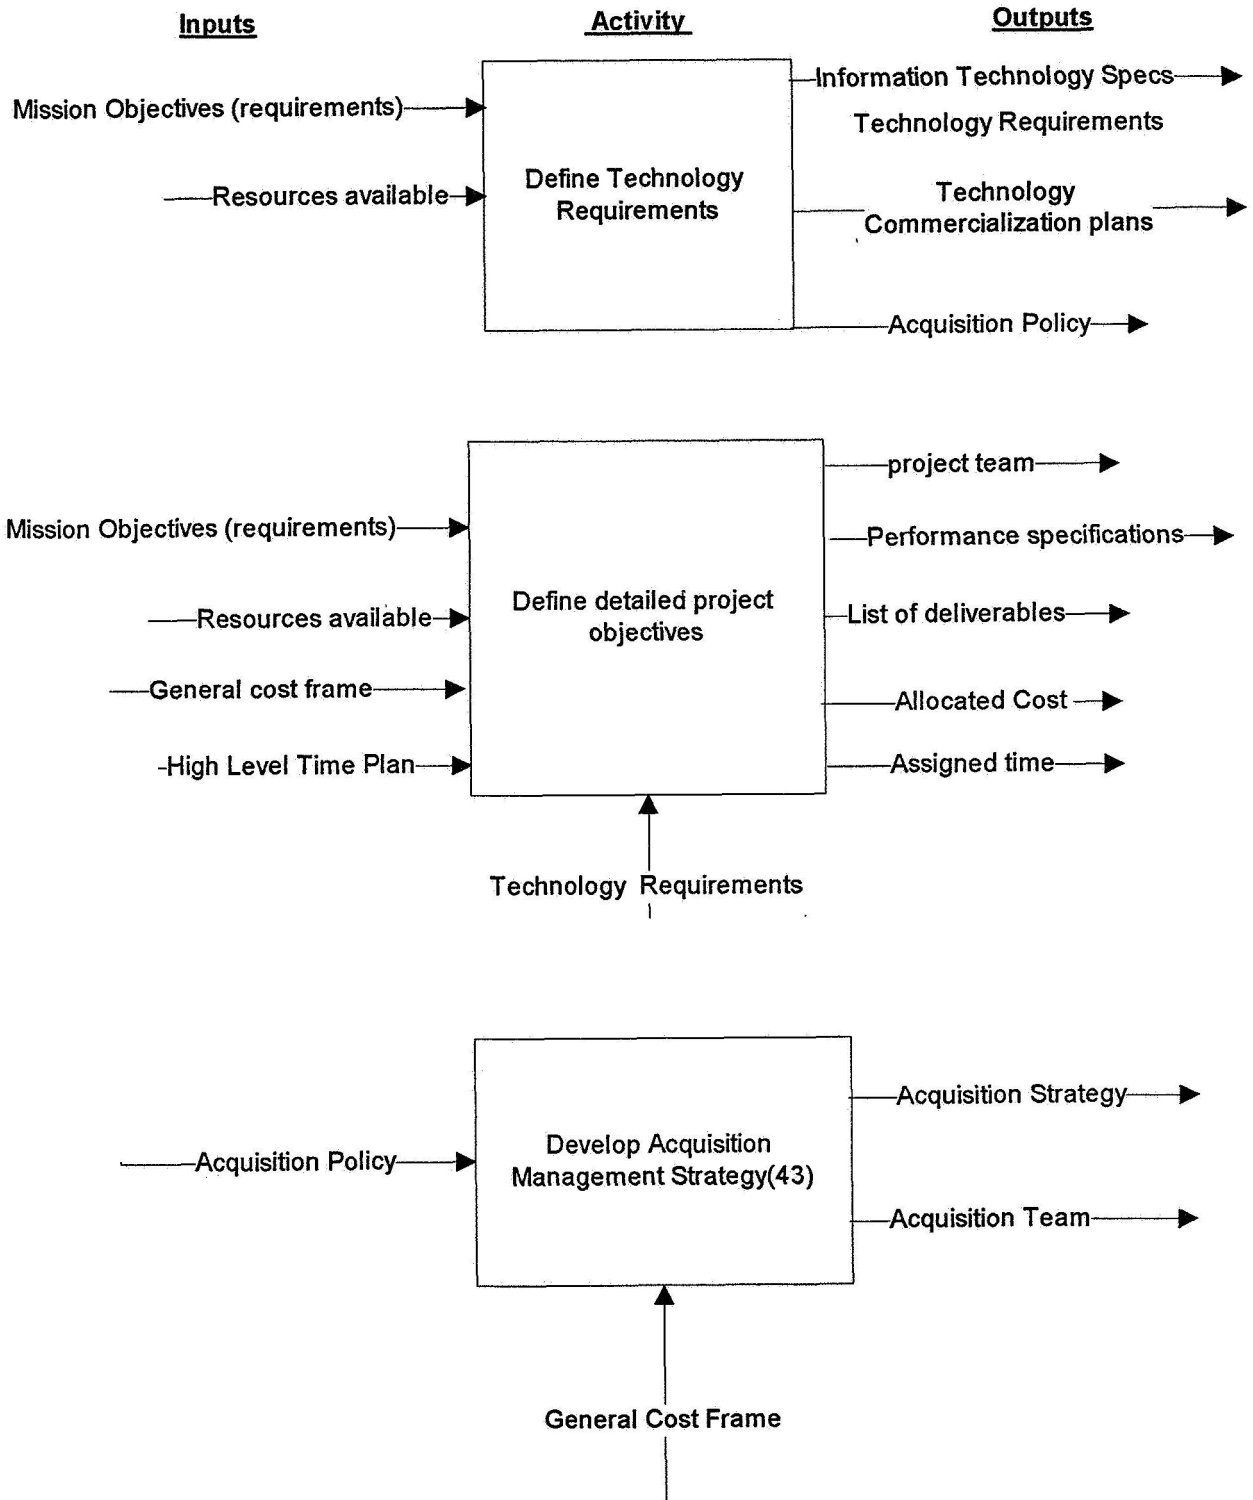 Inputs
Activity
Outputs
Mission Objectives (requirements)
Resources available
Define Technology
Requirements
Information Technology Specs
Technology Requirements
Technology
Commercialization plans
Acquisition Policy
Mission Objectives (requirements)
Resources available
General cost frame
High Level Time Plan
Define detailed project
objectives
project team
Performance specifications
List of deliverables
Allocated Cost
Assigned time
Technology Requirements
Acquisition Policy
Develop Acquisition
Management Strategy(43)
Acquisition Strategy
Acquisition Team
General Cost Frame